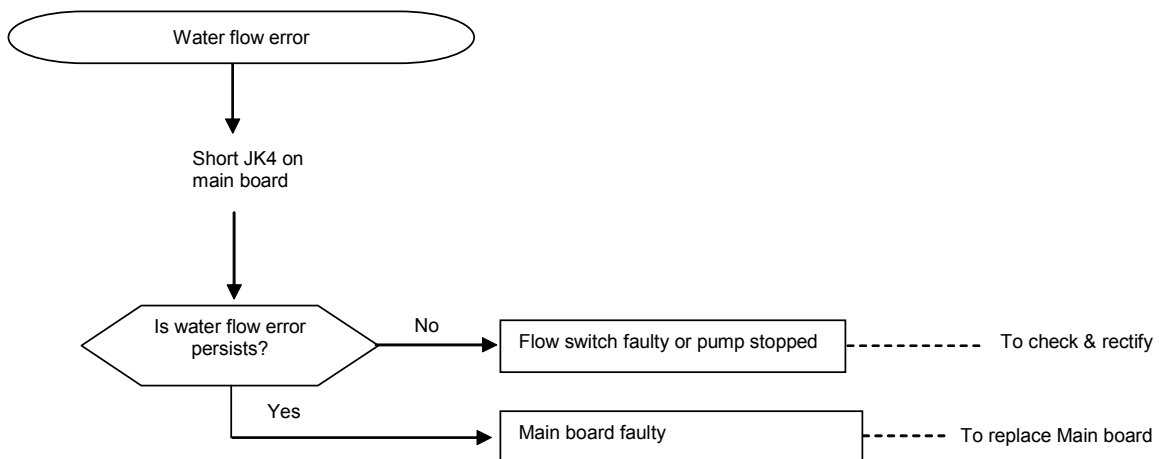 Water flow error
Short JK4 on
main board
Is water flow error
persists?
No
Flow switch faulty or pump stopped
To check & rectify
Yes
Main board faulty
To replace Main board